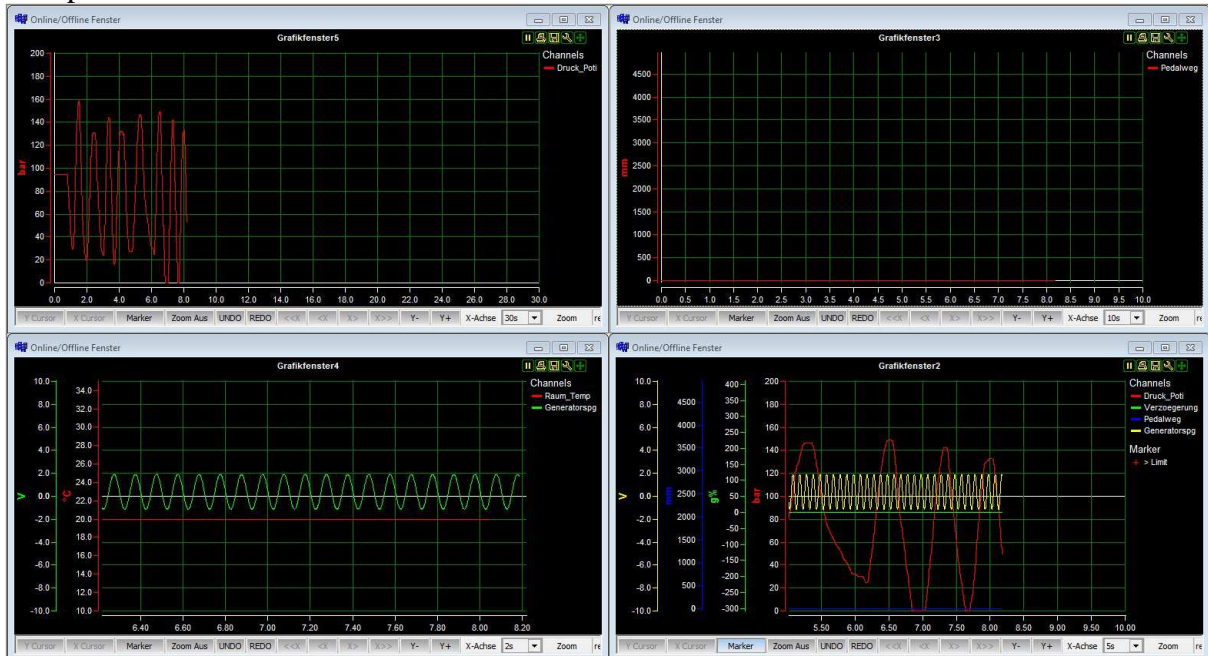 Online/Offline Fenster
Grafikfenster5
Channels
Druck_Poti
bar
200
180
160
140
120
100
80
60
40
20
0
0.0 2.0 4.0 6.0 8.0 10.0 12.0 14.0 16.0 18.0 20.0 22.0 24.0 26.0 28.0 30.0
Y Cursor X Cursor Marker Zoom Aus UNDO REDO <<X <X X> X>> Y- Y+ X-Achse 30s Zoom re
Online/Offline Fenster
Grafikfenster3
Channels
Pedalweg
mm
4500
4000
3500
3000
2500
2000
1500
1000
500
0
0.0 0.5 1.0 1.5 2.0 2.5 3.0 3.5 4.0 4.5 5.0 5.5 6.0 6.5 7.0 7.5 8.0 8.5 9.0 9.5 10.0
Y Cursor X Cursor Marker Zoom Aus UNDO REDO <<X <X X> X>> Y- Y+ X-Achse 10s Zoom re
Online/Offline Fenster
Grafikfenster4
Channels
Raum_Temp
Generatorspg
V
10.0
8.0
6.0
4.0
2.0
0.0
-2.0
-4.0
-6.0
-8.0
-10.0
°C
34.0
32.0
30.0
28.0
26.0
24.0
22.0
20.0
18.0
16.0
14.0
12.0
10.0
6.40 6.60 6.80 7.00 7.20 7.40 7.60 7.80 8.00 8.20
Y Cursor X Cursor Marker Zoom Aus UNDO REDO <<X <X X> X>> Y- Y+ X-Achse 2s Zoom re
Online/Offline Fenster
Grafikfenster2
Channels
Druck_Poti
Verzoegerung
Pedalweg
Generatorspg
Marker
> Limit
V
10.0
8.0
6.0
4.0
2.0
0.0
-2.0
-4.0
-6.0
-8.0
-10.0
mm
4500
4000
3500
3000
2500
2000
1500
1000
500
0
g%
400
350
300
250
200
150
100
50
0
-50
-100
-150
-200
-250
-300
bar
200
180
160
140
120
100
80
60
40
20
0
5.50 6.00 6.50 7.00 7.50 8.00 8.50 9.00 9.50 10.00
Y Cursor X Cursor Marker Zoom Aus UNDO REDO <<X <X X> X>> Y- Y+ X-Achse 5s Zoom re